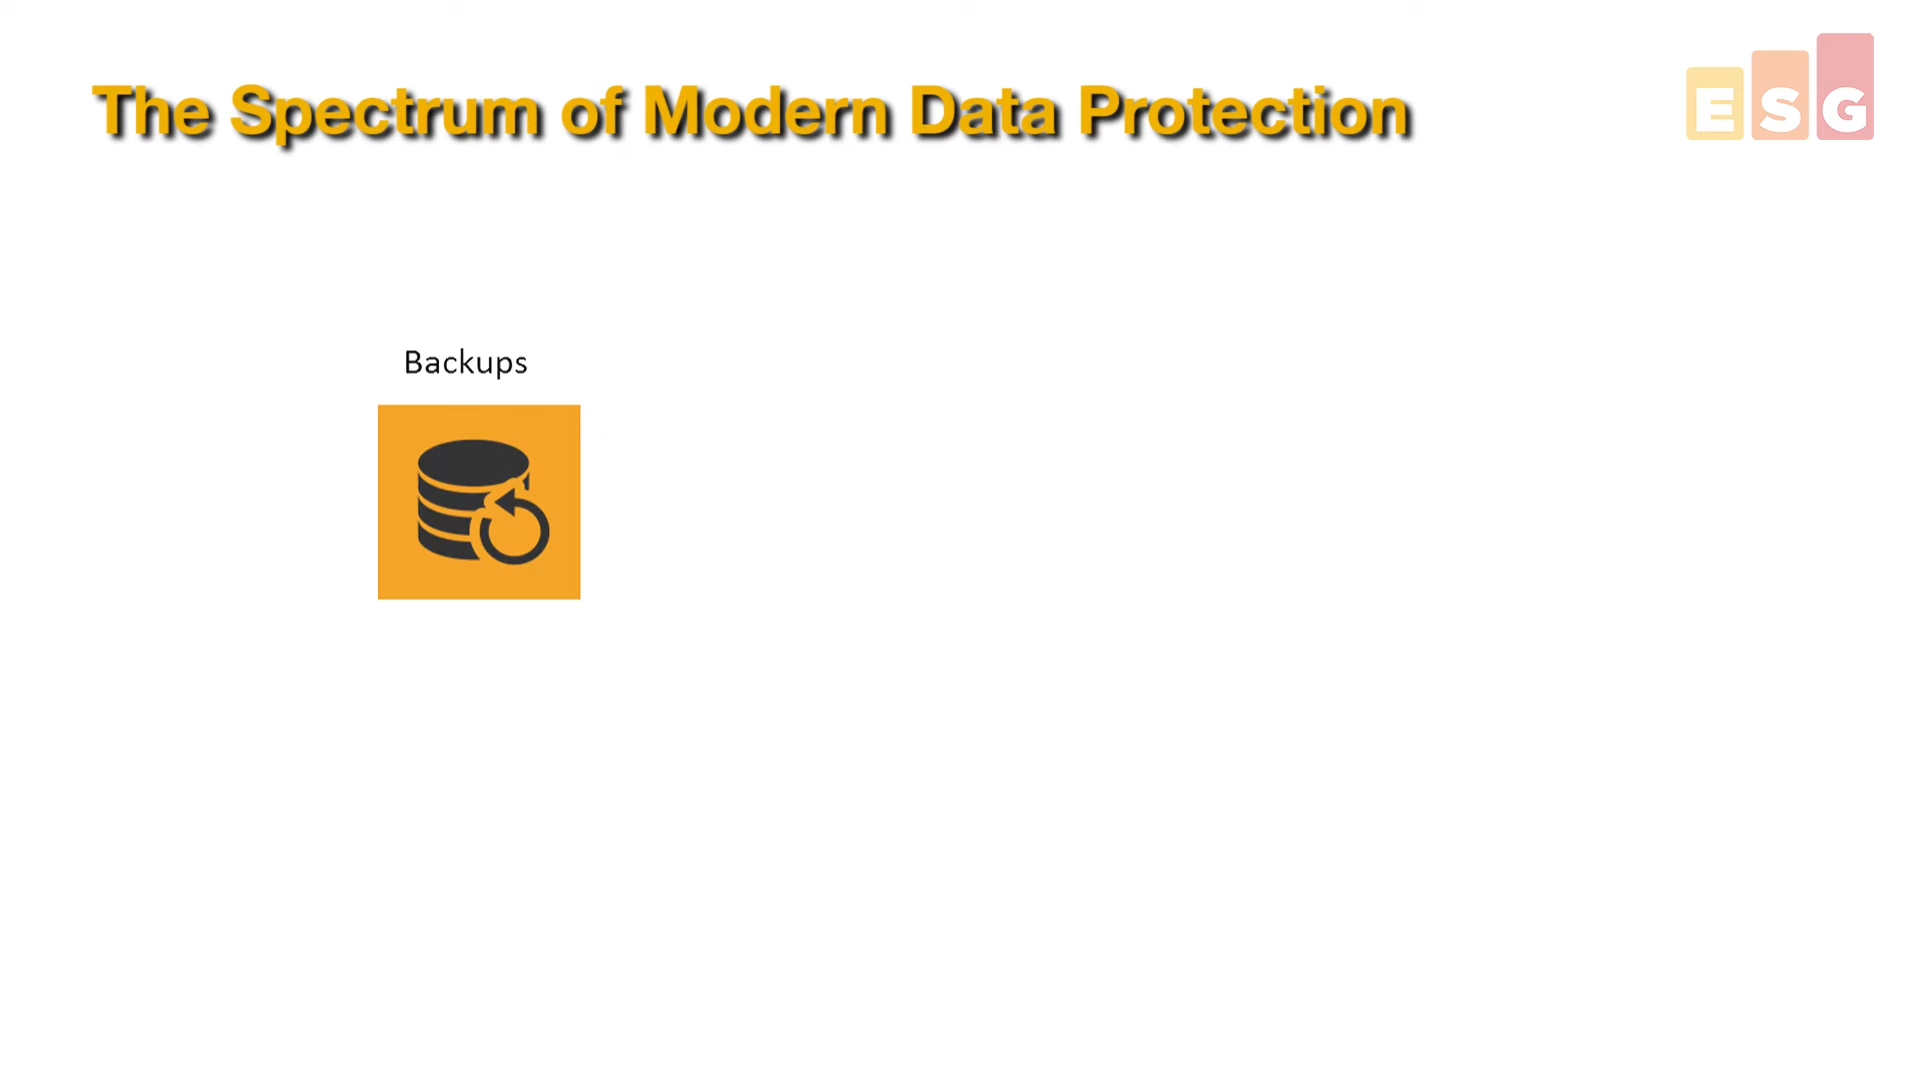 The Spectrum of Modern Data Protection
ESG
Backups